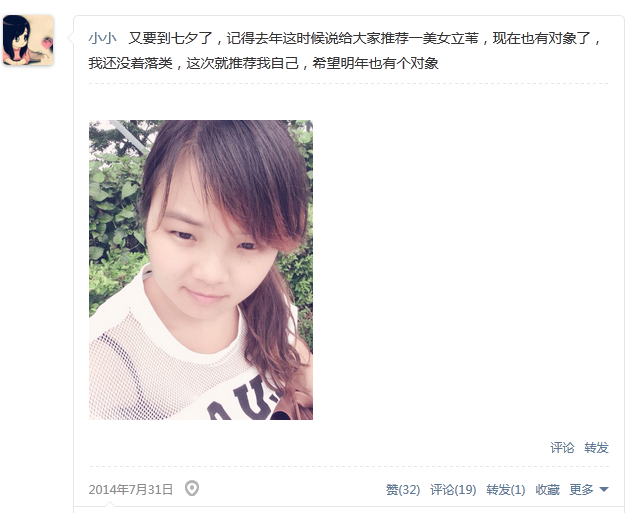 小小 又要到七夕了，记得去年这时候说给大家推荐一美女立苇，现在也有对象了，
我还没着落类，这次就推荐我自己，希望明年也有个对象
评论 转发
2014年7月31日 赞(32) 评论(19) 转发(1) 收藏 更多